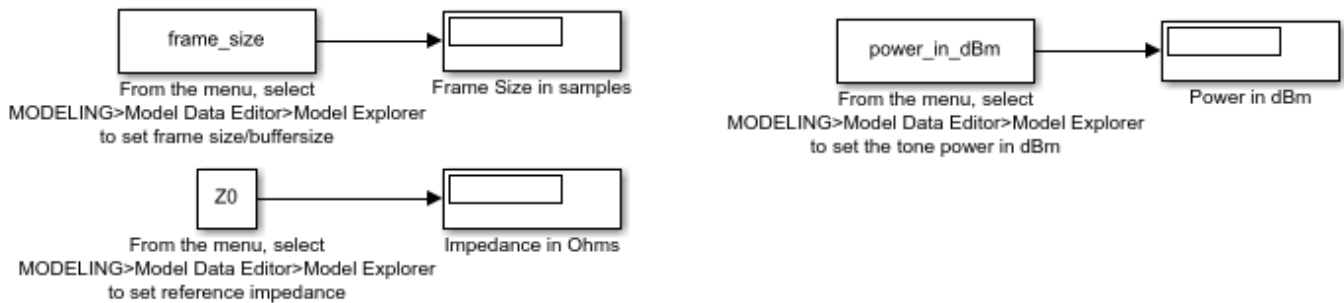 frame_size
From the menu, select
MODELING>Model Data Editor>Model Explorer
to set frame size/buffersize
Frame Size in samples
power_in_dBm
From the menu, select
MODELING>Model Data Editor>Model Explorer
to set the tone power in dBm
Power in dBm
Z0
From the menu, select
MODELING>Model Data Editor>Model Explorer
to set reference impedance
Impedance in Ohms